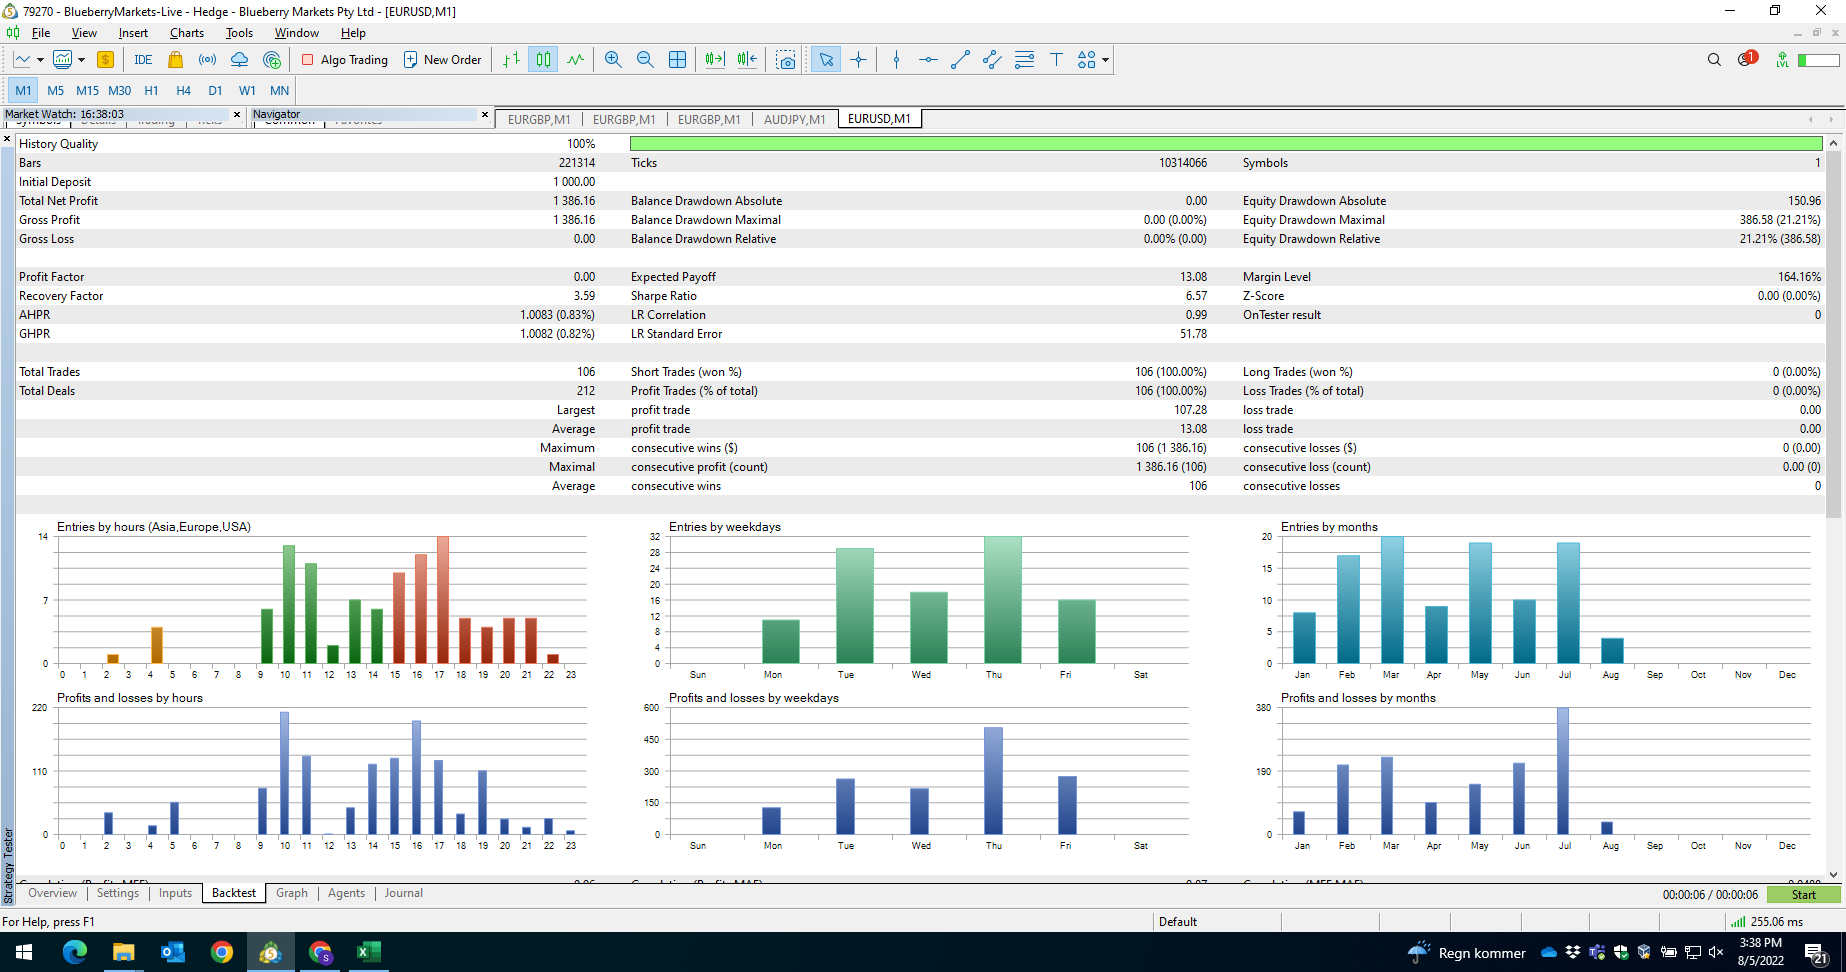 79270 - BlueberryMarkets-Live - Hedge - Blueberry Markets Pty Ltd - [EURUSD,M1]
File View Insert Charts Tools Window Help
IDE Algo Trading New Order 1 LVL
M1 M5 M15 M30 H1 H4 D1 W1 MN
Market Watch: 16:38:03 Navigator EURGBP,M1 EURGBP,M1 EURGBP,M1 AUDJPY,M1 EURUSD,M1
Symbols Details Trading Ticks Common Favorites
History Quality 100%
Bars 221314 Ticks 10314066 Symbols 1
Initial Deposit 1 000.00
Total Net Profit 1 386.16 Balance Drawdown Absolute 0.00 Equity Drawdown Absolute 150.96
Gross Profit 1 386.16 Balance Drawdown Maximal 0.00 (0.00%) Equity Drawdown Maximal 386.58 (21.21%)
Gross Loss 0.00 Balance Drawdown Relative 0.00% (0.00) Equity Drawdown Relative 21.21% (386.58)
Profit Factor 0.00 Expected Payoff 13.08 Margin Level 164.16%
Recovery Factor 3.59 Sharpe Ratio 6.57 Z-Score 0.00 (0.00%)
AHPR 1.0083 (0.83%) LR Correlation 0.99 OnTester result 0
GHPR 1.0082 (0.82%) LR Standard Error 51.78
Total Trades 106 Short Trades (won %) 106 (100.00%) Long Trades (won %) 0 (0.00%)
Total Deals 212 Profit Trades (% of total) 106 (100.00%) Loss Trades (% of total) 0 (0.00%)
Largest profit trade 107.28 loss trade 0.00
Average profit trade 13.08 loss trade 0.00
Maximum consecutive wins ($) 106 (1 386.16) consecutive losses ($) 0 (0.00)
Maximal consecutive profit (count) 1 386.16 (106) consecutive loss (count) 0.00 (0)
Average consecutive wins 106 consecutive losses 0
Entries by hours (Asia,Europe,USA) Entries by weekdays Entries by months
14 7 0
0 1 2 3 4 5 6 7 8 9 10 11 12 13 14 15 16 17 18 19 20 21 22 23
32 28 24 20 16 12 8 4 0
Sun Mon Tue Wed Thu Fri Sat
20 15 10 5 0
Jan Feb Mar Apr May Jun Jul Aug Sep Oct Nov Dec
Profits and losses by hours Profits and losses by weekdays Profits and losses by months
220 110 0
0 1 2 3 4 5 6 7 8 9 10 11 12 13 14 15 16 17 18 19 20 21 22 23
600 450 300 150 0
Sun Mon Tue Wed Thu Fri Sat
380 190 0
Jan Feb Mar Apr May Jun Jul Aug Sep Oct Nov Dec
Strategy Tester
Overview Settings Inputs Backtest Graph Agents Journal 00:00:06 / 00:00:06 Start
For Help, press F1 Default 255.06 ms
Regn kommer 3:38 PM
8/5/2022 21